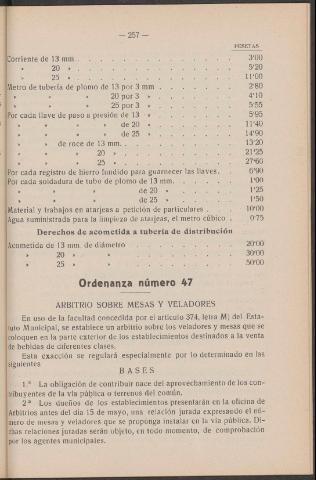 — 257 —
PESETAS
Corriente de 13 mm. . . . . . . . . . . . 3'00
» 20 » . . . . . . . . . . . . 5'20
» 25 » . . . . . . . . . . . . 11'00
Metro de tubería de plomo de 13 por 3 mm . . . . . . 2'80
» » » 20 por 3 » . . . . . . 4'10
» » » 25 por 3 » . . . . . . 5'55
Por cada llave de paso a presión de 13 » . . . . . . 5'95
» » » » de 20 » . . . . . . 11'40
» » » » de 25 » . . . . . . 14'90
» » de roce de 13 mm. . . . . . . . 13'20
» » » 20 » . . . . . . . 21'25
» » » 25 » . . . . . . . 27'60
Por cada registro de hierro fundido para guarnecer las llaves. 6'90
Por cada soldadura de tubo de plomo de 13 mm. . . . . 1'00
» » » de 20 » . . . . . 1'25
» » » de 25 » . . . . . 1'50
Material y trabajos en atarjeas a petición de particulares . 10'00
Agua suministrada para la limpieza de atarjeas, el metro cúbico . 0'75
Derechos de acometida a tubería de distribución
Acometida de 13 mm. de diámetro . . . . . . . . 20'00
» 20 » » . . . . . . . . 30'00
» 25 » » . . . . . . . . 50'00
Ordenanza número 47
ARBITRIO SOBRE MESAS Y VELADORES
En uso de la facultad concedida por el artículo 374, letra M) del Esta-
tuto Municipal, se establece un arbitrio sobre los veladores y mesas que se
coloquen en la parte exterior de los establecimientos destinados a la venta
de bebidas de diferentes clases.
Esta exacción se regulará especialmente por lo determinado en las
siguientes
BASES
1.ª La obligación de contribuir nace del aprovechamiento de los con-
tribuyentes de la vía pública o terrenos del común.
2.ª Los dueños de los establecimientos presentarán en la oficina de
Arbitrios antes del día 15 de mayo, una relación jurada expresando el nú-
mero de mesas y veladores que se proponga instalar en la vía pública. Di-
chas relaciones juradas serán objeto, en todo momento, de comprobación
por los agentes municipales.